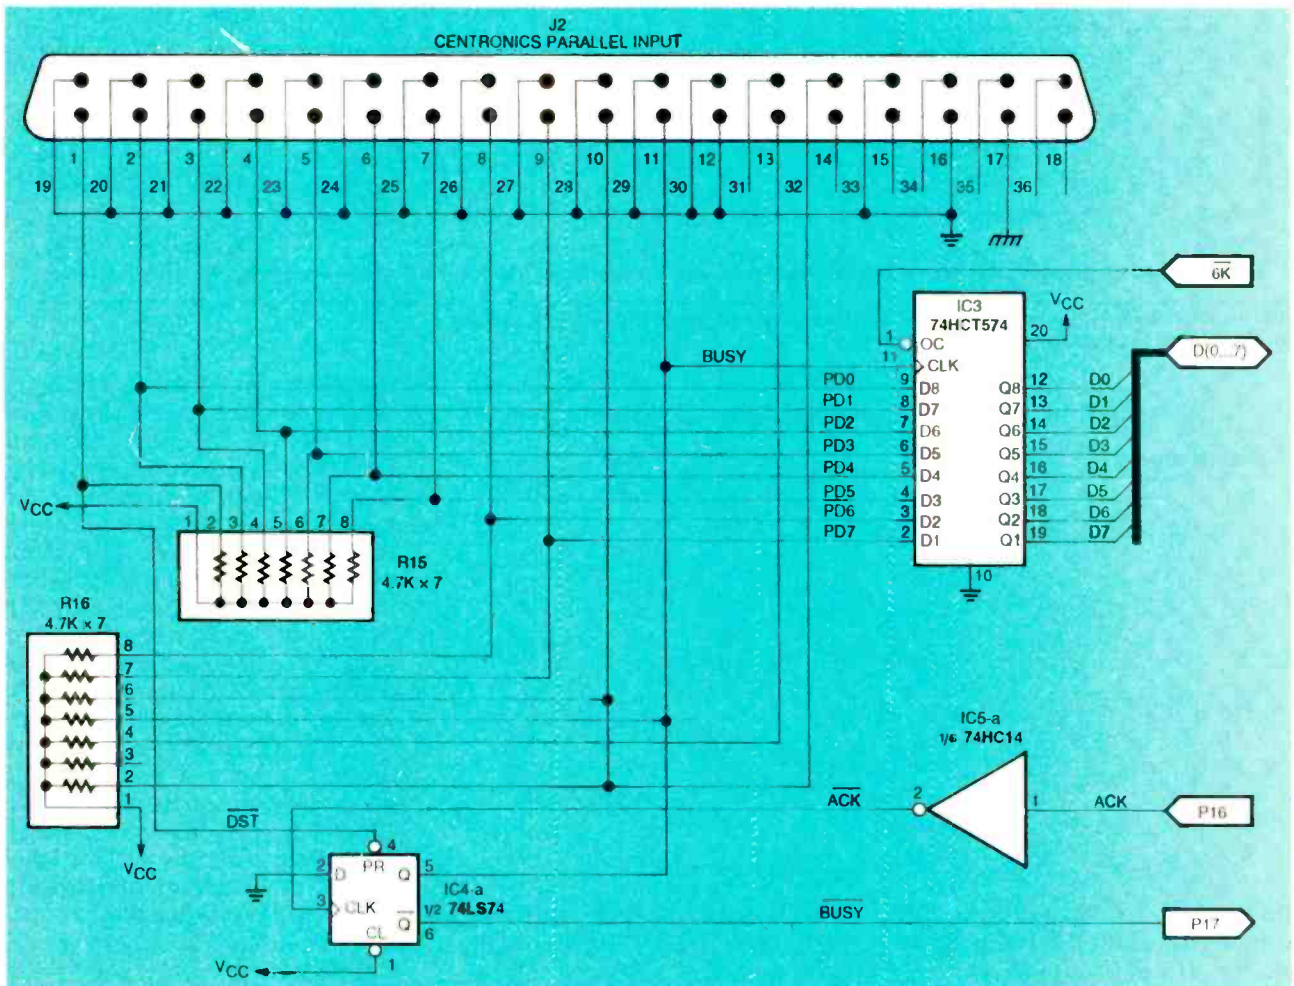 J2
CENTRONICS PARALLEL INPUT
1 2 3 4 5 6 7 8 9 10 11 12 13 14 15 16 17 18
19 20 21 22 23 24 25 26 27 28 29 30 31 32 33 34 35 36
6K
IC3
74HCT574
VCC
20
D(0...7)
1 OC
BUSY
11 CLK
PD0 9 D8 Q8 12 D0
PD1 8 D7 Q7 13 D1
PD2 7 D6 Q6 14 D2
PD3 6 D5 Q5 15 D3
PD4 5 D4 Q4 16 D4
PD5 4 D3 Q3 17 D5
PD6 3 D2 Q2 18 D6
PD7 2 D1 Q1 19 D7
10
VCC
1 2 3 4 5 6 7 8
R15
4.7K × 7
R16
4.7K × 7
8
7
6
5
4
3
2
1
VCC
IC5-a
1/6 74HC14
ACK 2 1 ACK P16
DST
4
2 D PR Q 5
3 CLK
IC4-a
1/2 74LS74
Q
6
CL
1
VCC
BUSY
P17